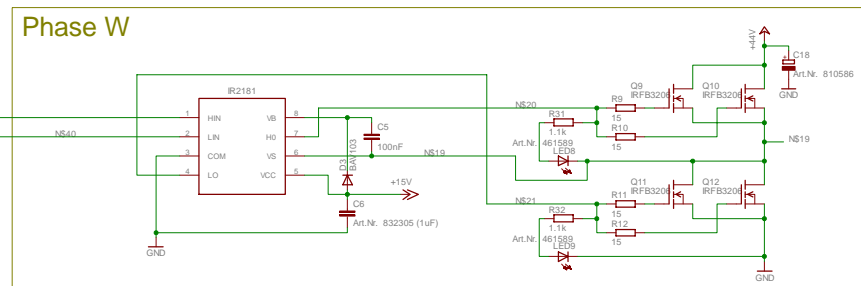 Phase W
+44V
C18
Art.Nr. 810586
GND
IR2181
1 HIN VB 8
2 LIN H0 7
3 COM VS 6
4 LO VCC 5
N$40
C5
100nF
N$19
D3
BAV103
+15V
C6
Art.Nr. 832305 (1uF)
GND
N$20
R31
1.1k
Art.Nr. 461589
LED8
R9
15
R10
15
Q9
IRFB3206
Q10
IRFB3206
N$19
N$21
R32
1.1k
Art.Nr. 461589
LED9
R11
15
R12
15
Q11
IRFB3206
Q12
IRFB3206
GND